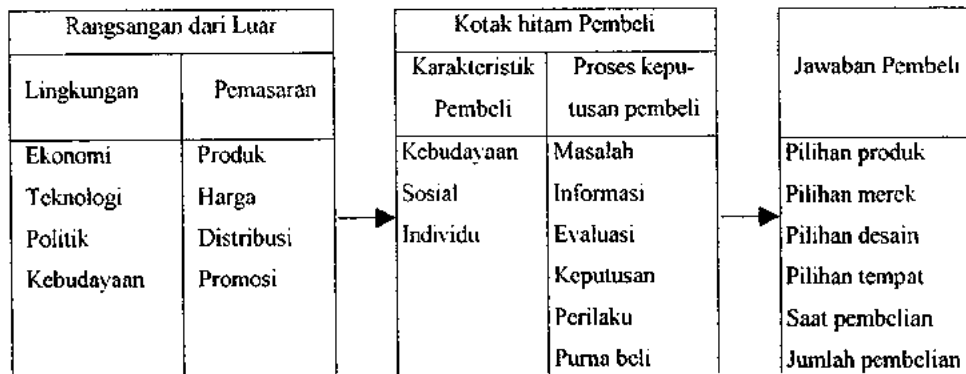 Rangsangan dari Luar
Lingkungan
Pemasaran
Ekonomi
Teknologi
Politik
Kebudayaan
Produk
Harga
Distribusi
Promosi
Kotak hitam Pembeli
Karakteristik
Pembeli
Proses kepu-
tusan pembeli
Kebudayaan
Sosial
Individu
Masalah
Informasi
Evaluasi
Keputusan
Perilaku
Purna beli
Jawaban Pembeli
Pilihan produk
Pilihan merek
Pilihan desain
Pilihan tempat
Saat pembelian
Jumlah pembelian